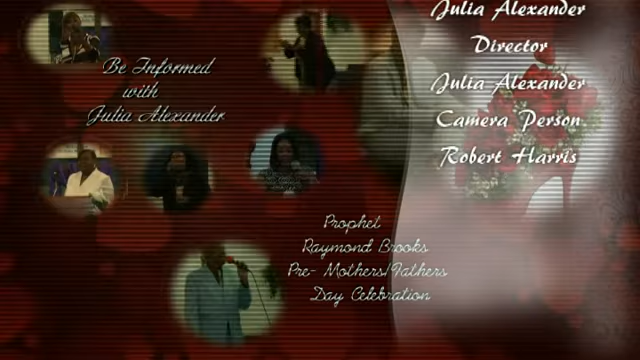 Be Informed
with
Julia Alexander
Julia Alexander
Director
Julia Alexander
Camera Person
Robert Harris
Prophet
Raymond Brooks
Pre- Mothers/Fathers
Day Celebration